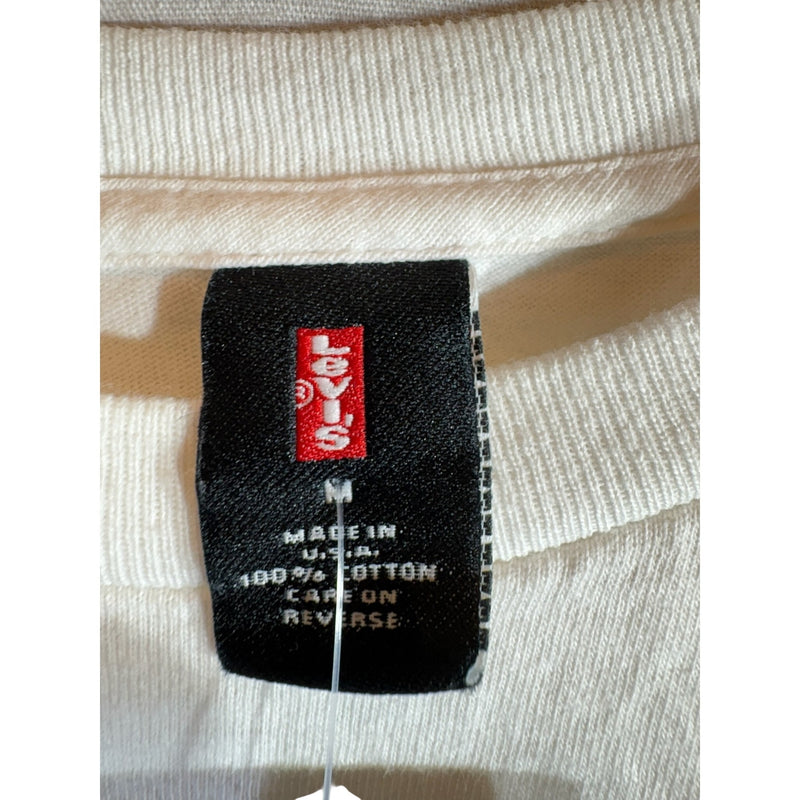 Levi's
®
M
MADE IN
U.S.A.
100% COTTON
CARE ON
REVERSE